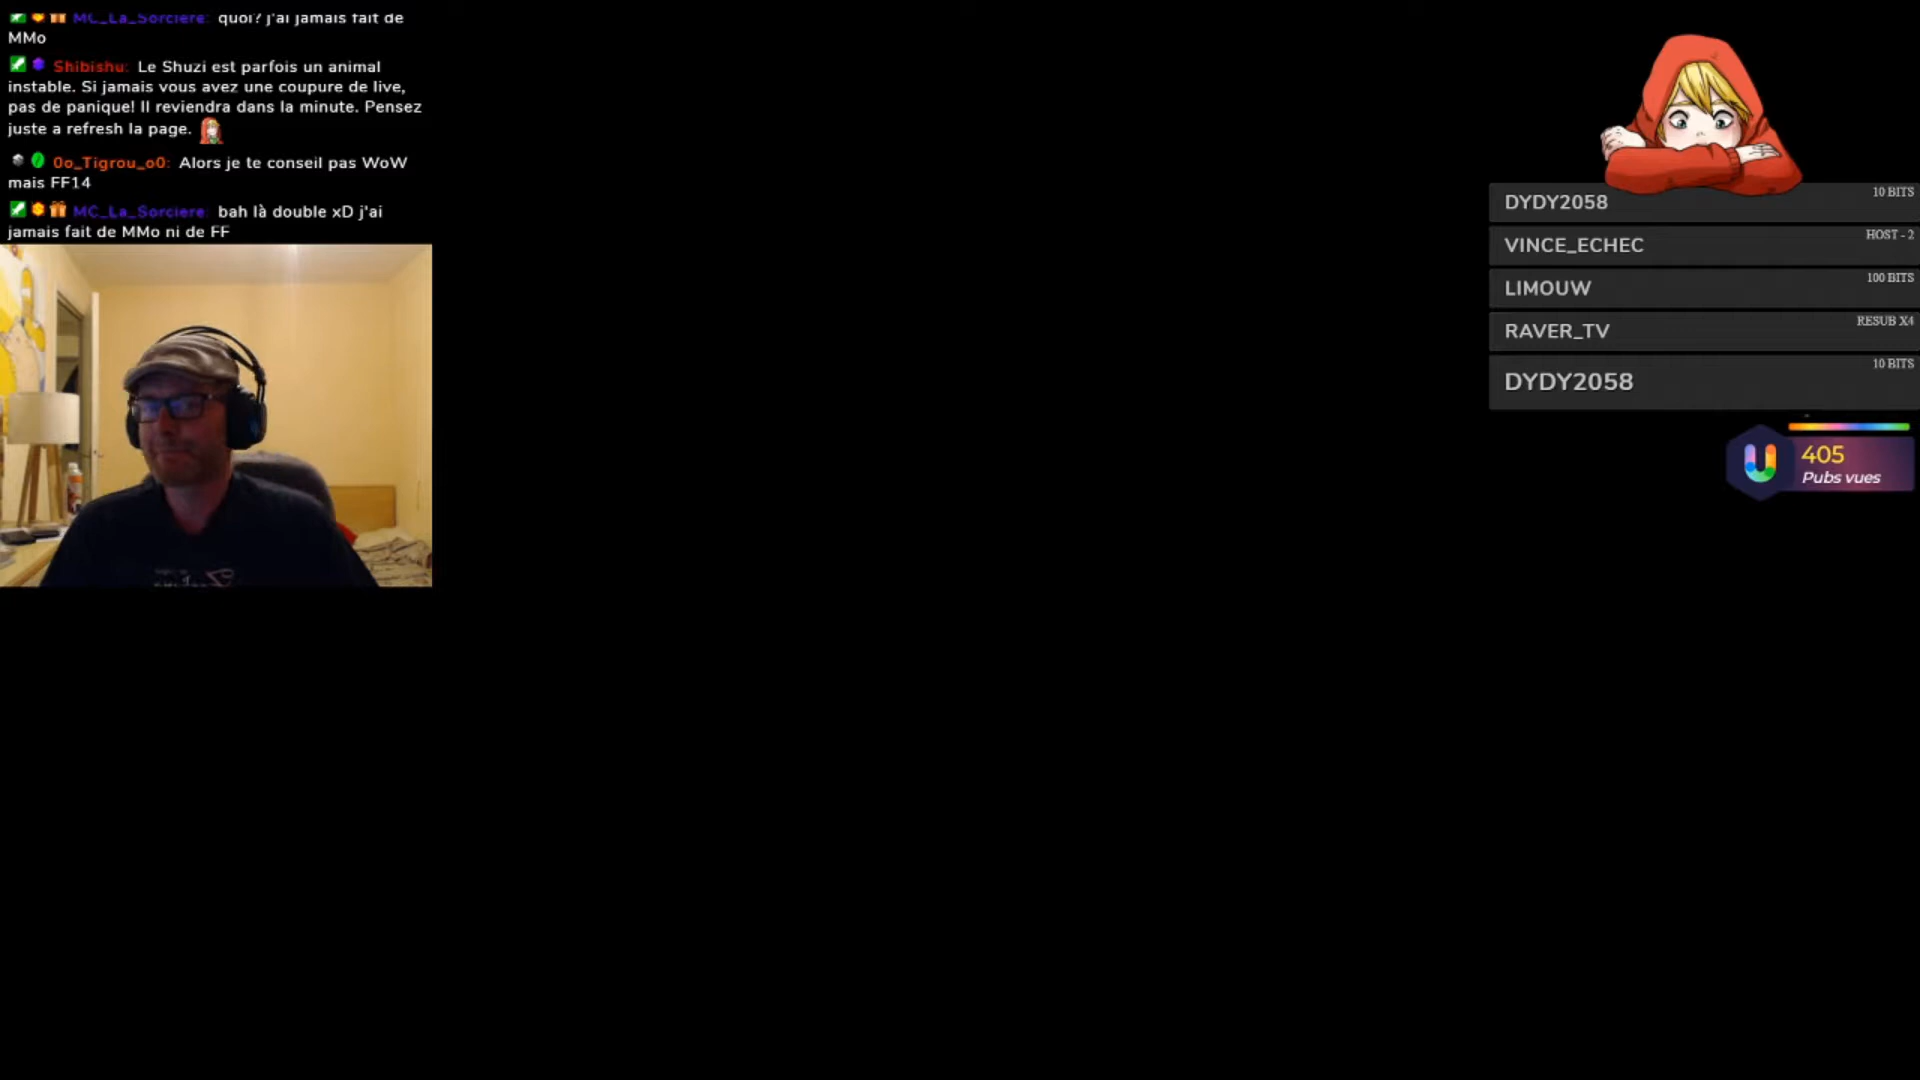 MC_La_Sorciere: quoi? j'ai jamais fait de
MMo
Shibishu: Le Shuzi est parfois un animal
instable. Si jamais vous avez une coupure de live,
pas de panique! Il reviendra dans la minute. Pensez
juste a refresh la page.
0o_Tigrou_o0: Alors je te conseil pas WoW
mais FF14
MC_La_Sorciere: bah là double xD j'ai
jamais fait de MMo ni de FF
DYDY2058 10 BITS
VINCE_ECHEC HOST - 2
LIMOUW 100 BITS
RAVER_TV RESUB X4
DYDY2058 10 BITS
405
Pubs vues